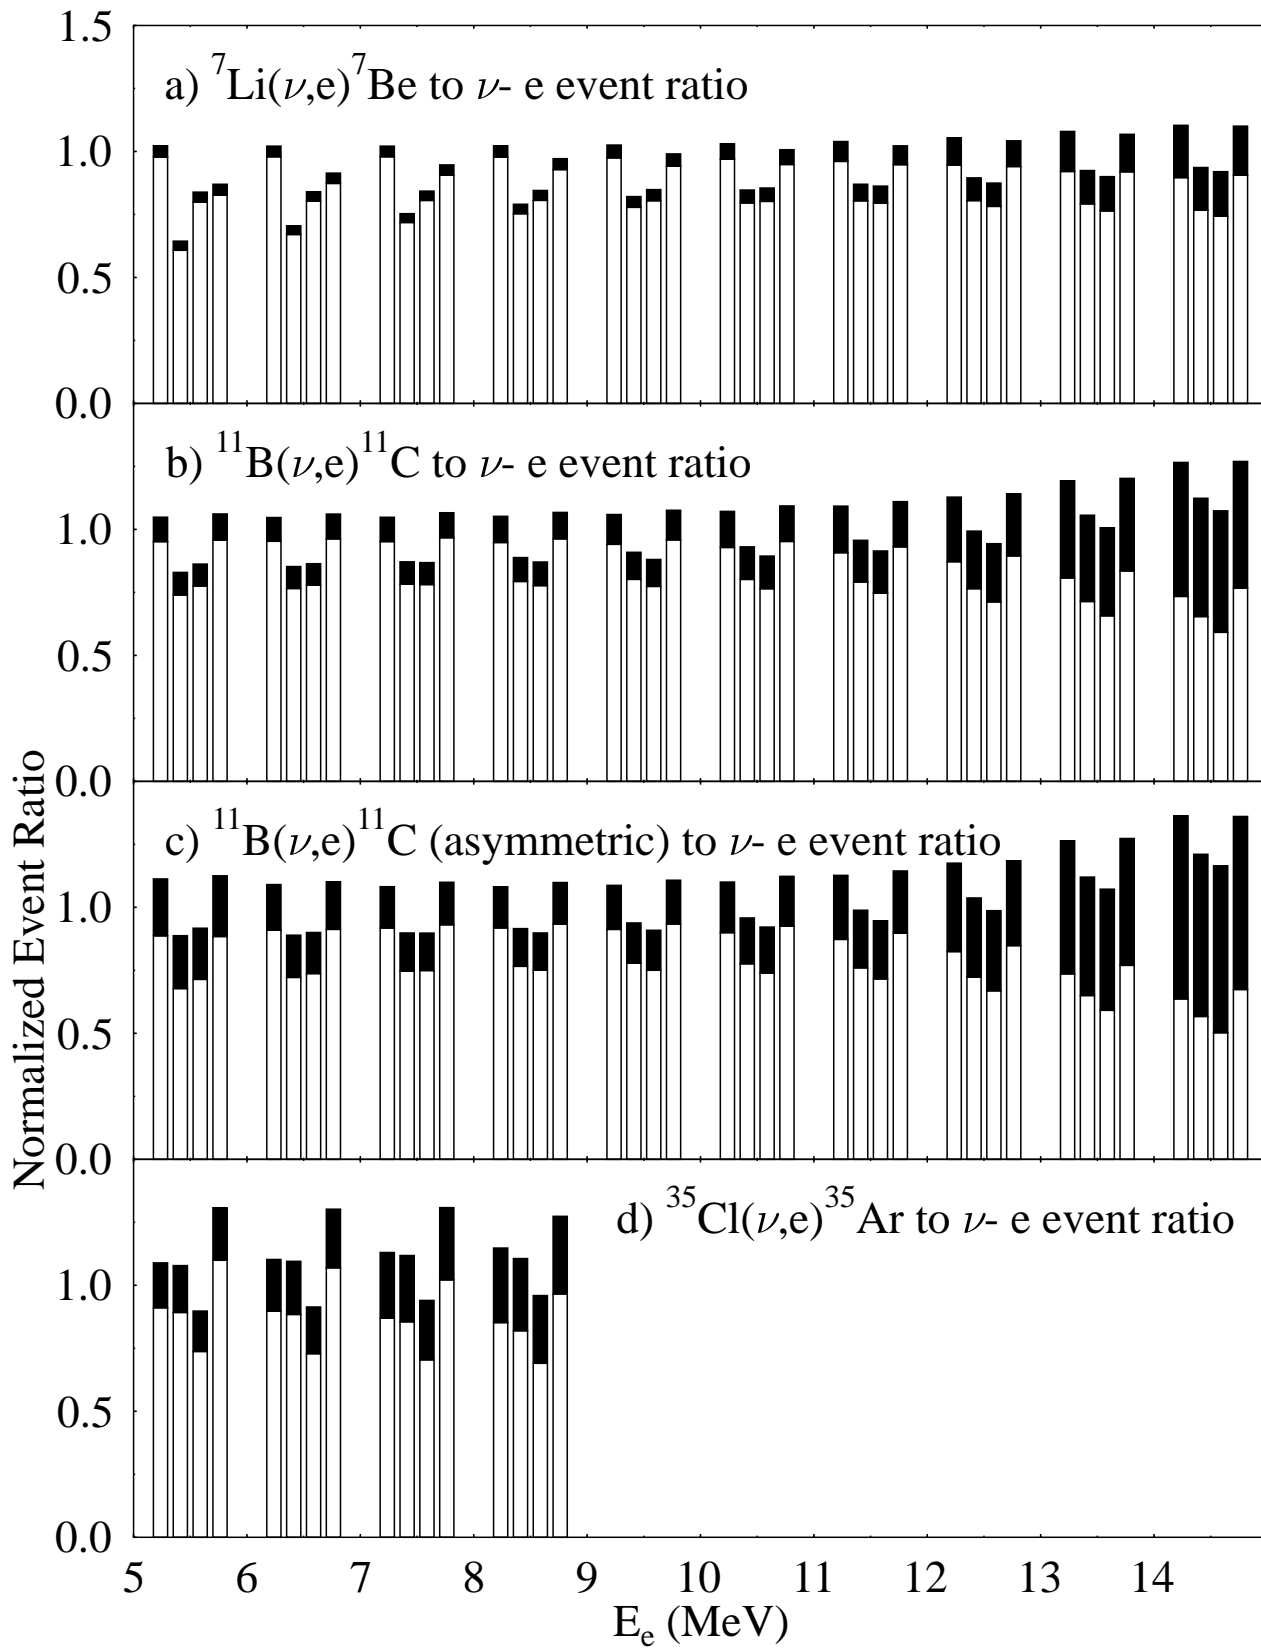 1.5
a) ⁷Li(ν,e)⁷Be to ν- e event ratio
1.0
0.5
0.0
b) ¹¹B(ν,e)¹¹C to ν- e event ratio
1.0
0.5
0.0
c) ¹¹B(ν,e)¹¹C (asymmetric) to ν- e event ratio
1.0
0.5
0.0
d) ³⁵Cl(ν,e)³⁵Ar to ν- e event ratio
1.0
0.5
0.0
Normalized Event Ratio
5 6 7 8 9 10 11 12 13 14
Eₑ (MeV)